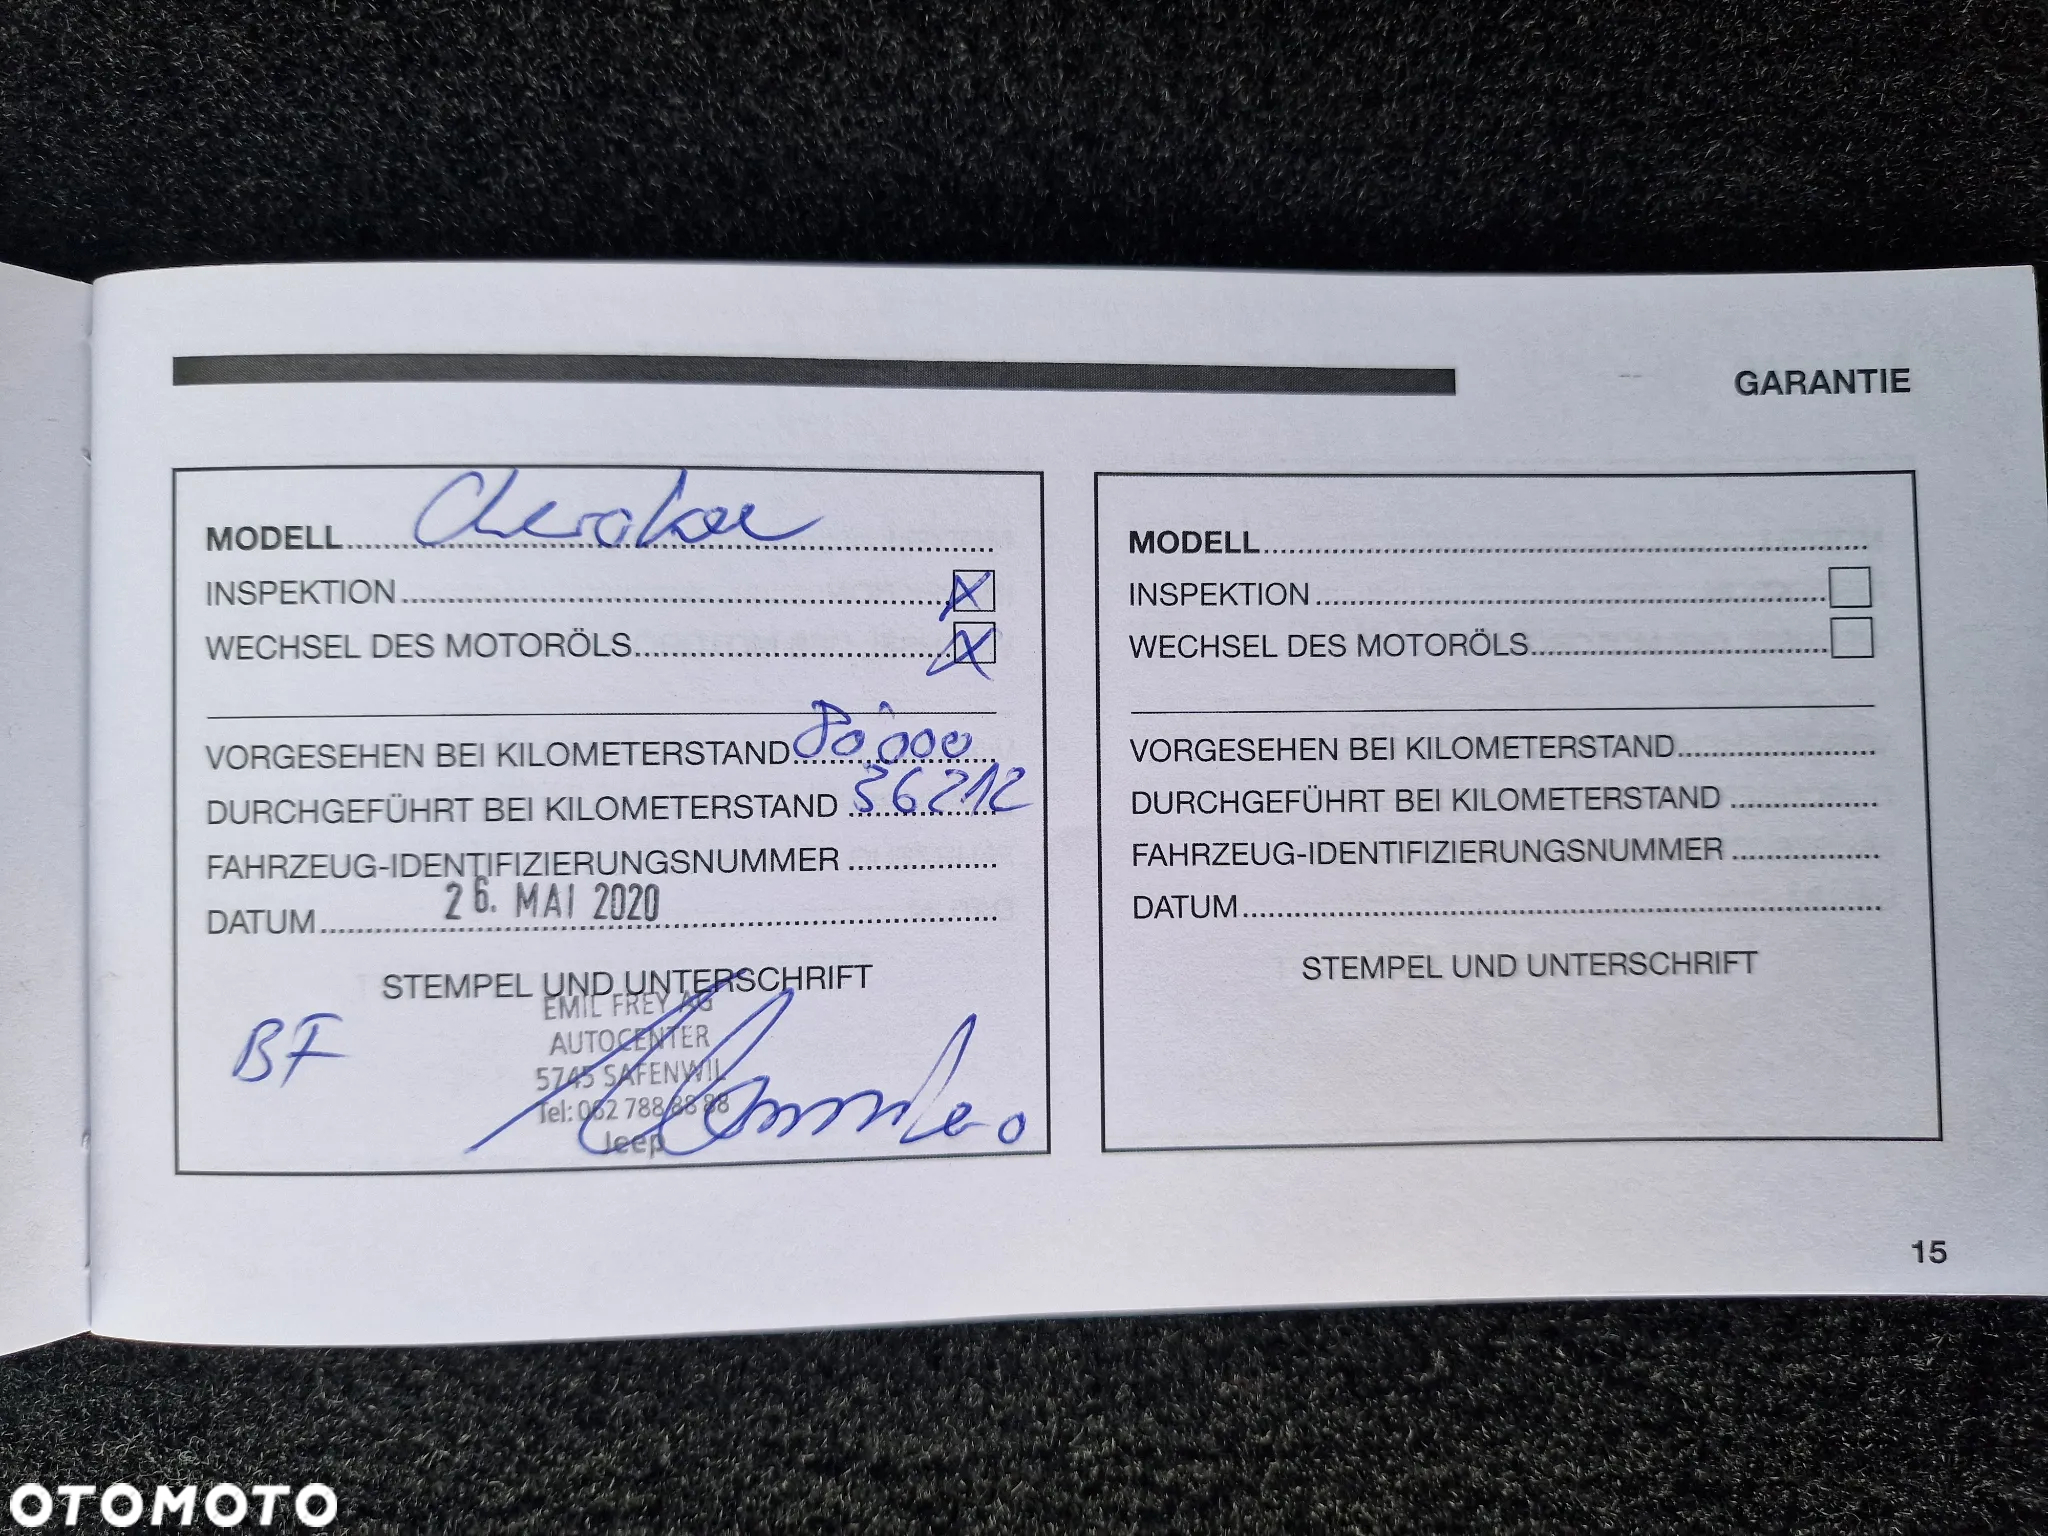 GARANTIE
MODELL Cherokee
INSPEKTION X
WECHSEL DES MOTORÖLS X
VORGESEHEN BEI KILOMETERSTAND 80'000
DURCHGEFÜHRT BEI KILOMETERSTAND 36212
FAHRZEUG-IDENTIFIZIERUNGSNUMMER
DATUM 26. MAI 2020
STEMPEL UND UNTERSCHRIFT
BF
EMIL FREY AG
AUTOCENTER
5745 SAFENWIL
Tel: 062 788 88 88
Jeep
MODELL
INSPEKTION
WECHSEL DES MOTORÖLS
VORGESEHEN BEI KILOMETERSTAND
DURCHGEFÜHRT BEI KILOMETERSTAND
FAHRZEUG-IDENTIFIZIERUNGSNUMMER
DATUM
STEMPEL UND UNTERSCHRIFT
15
OTOMOTO